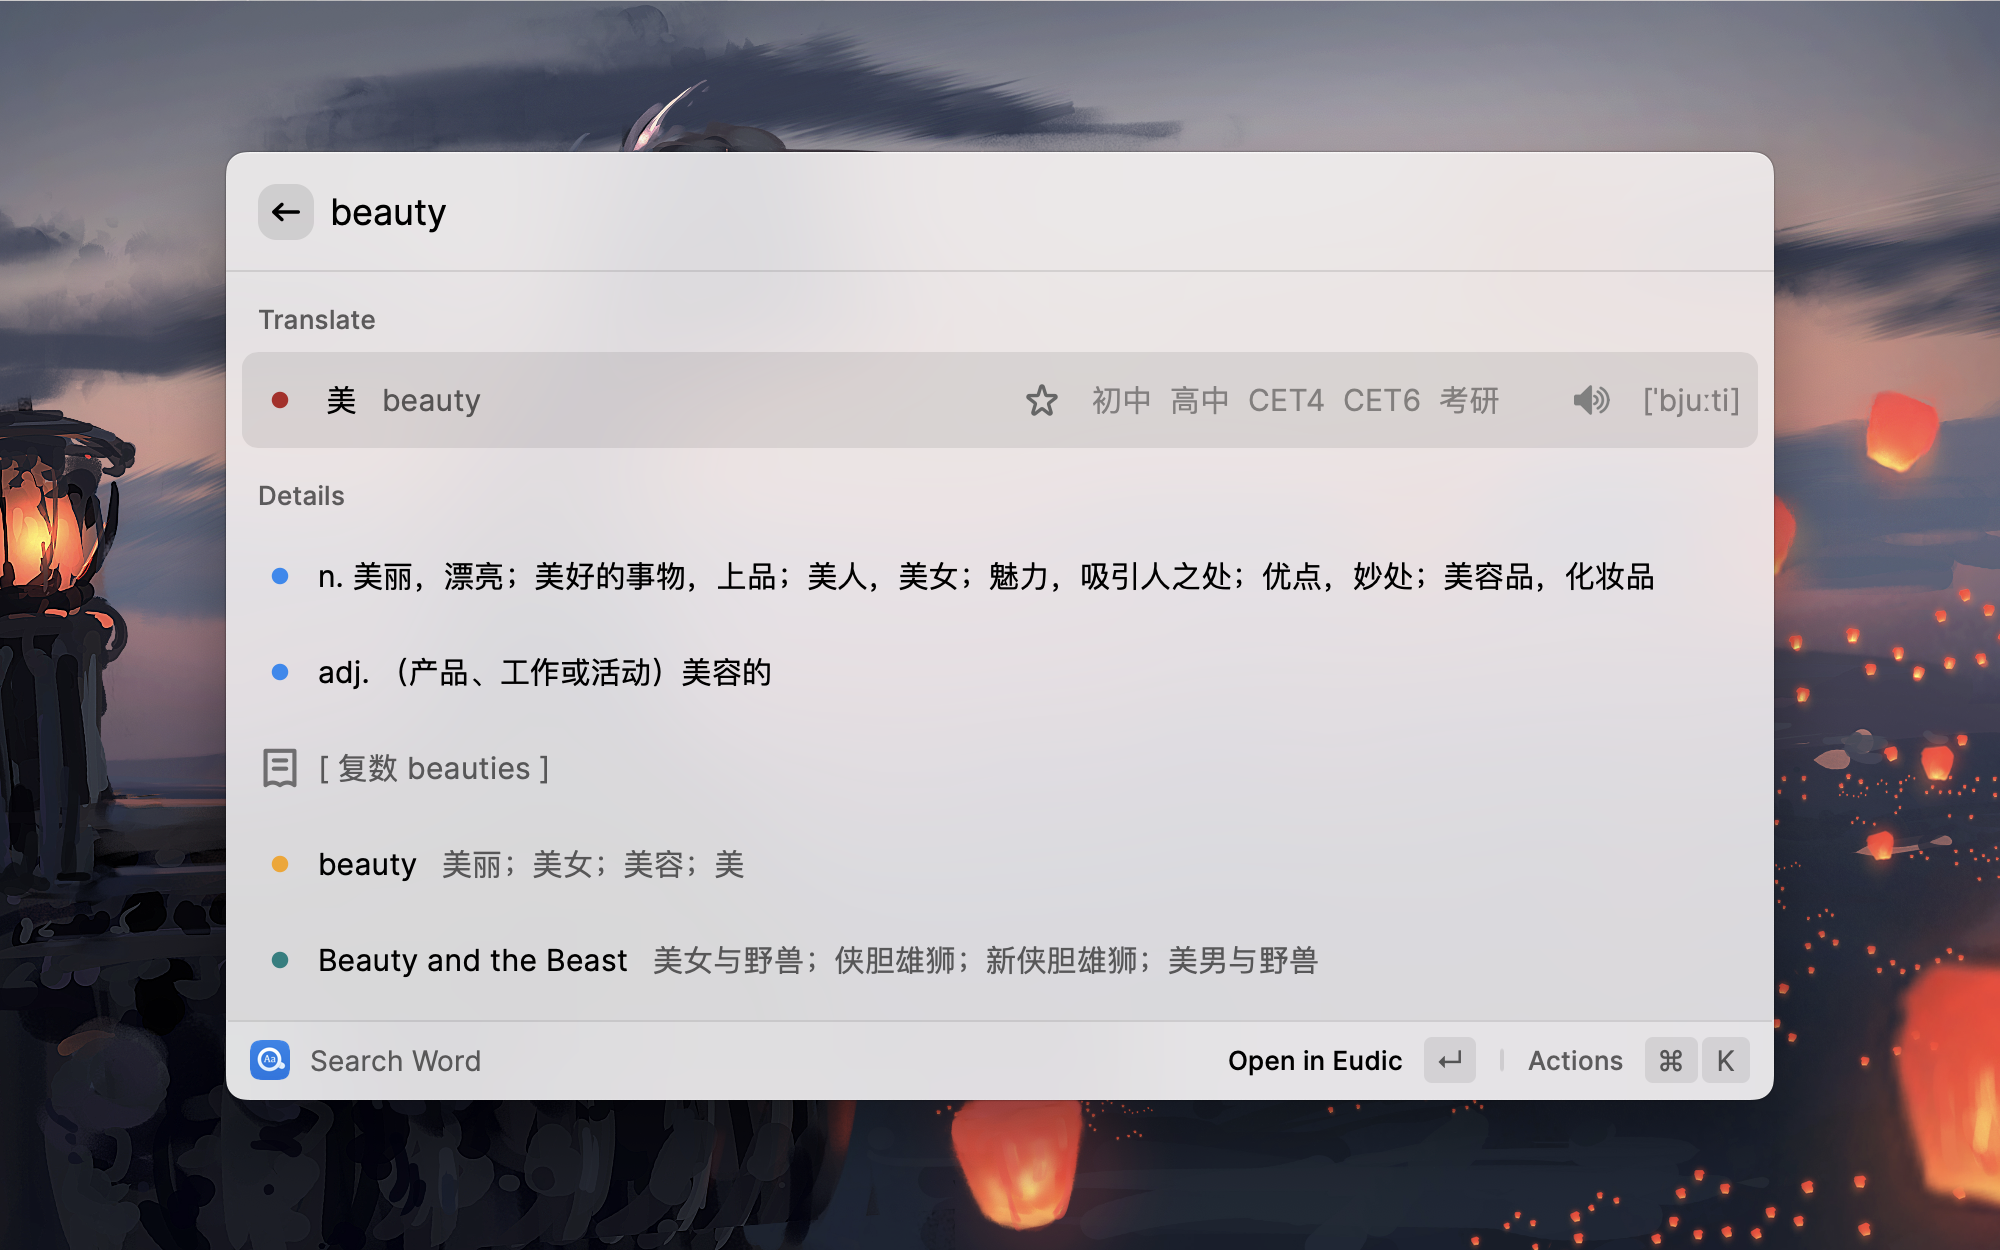 beauty
Translate
美 beauty 初中 高中 CET4 CET6 考研 ['bju:ti]
Details
n. 美丽，漂亮；美好的事物，上品；美人，美女；魅力，吸引人之处；优点，妙处；美容品，化妆品
adj. （产品、工作或活动）美容的
[ 复数 beauties ]
beauty 美丽；美女；美容；美
Beauty and the Beast 美女与野兽；侠胆雄狮；新侠胆雄狮；美男与野兽
Aa Search Word Open in Eudic ↵ Actions ⌘ K